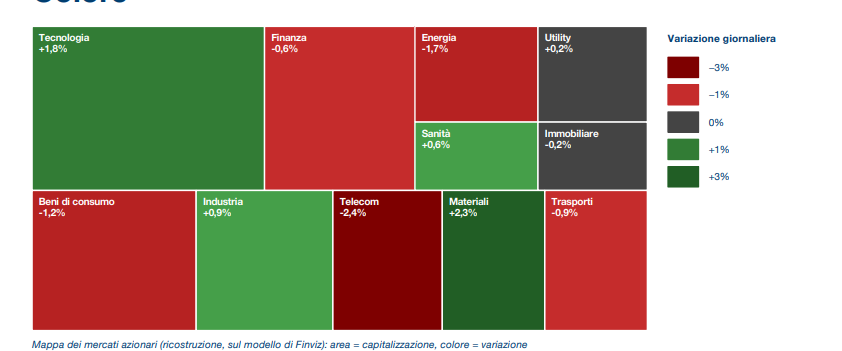 Tecnologia
+1,8%
Finanza
-0,6%
Energia
-1,7%
Utility
+0,2%
Sanità
+0,6%
Immobiliare
-0,2%
Beni di consumo
-1,2%
Industria
+0,9%
Telecom
-2,4%
Materiali
+2,3%
Trasporti
-0,9%
Variazione giornaliera
−3%
−1%
0%
+1%
+3%
Mappa dei mercati azionari (ricostruzione, sul modello di Finviz): area = capitalizzazione, colore = variazione